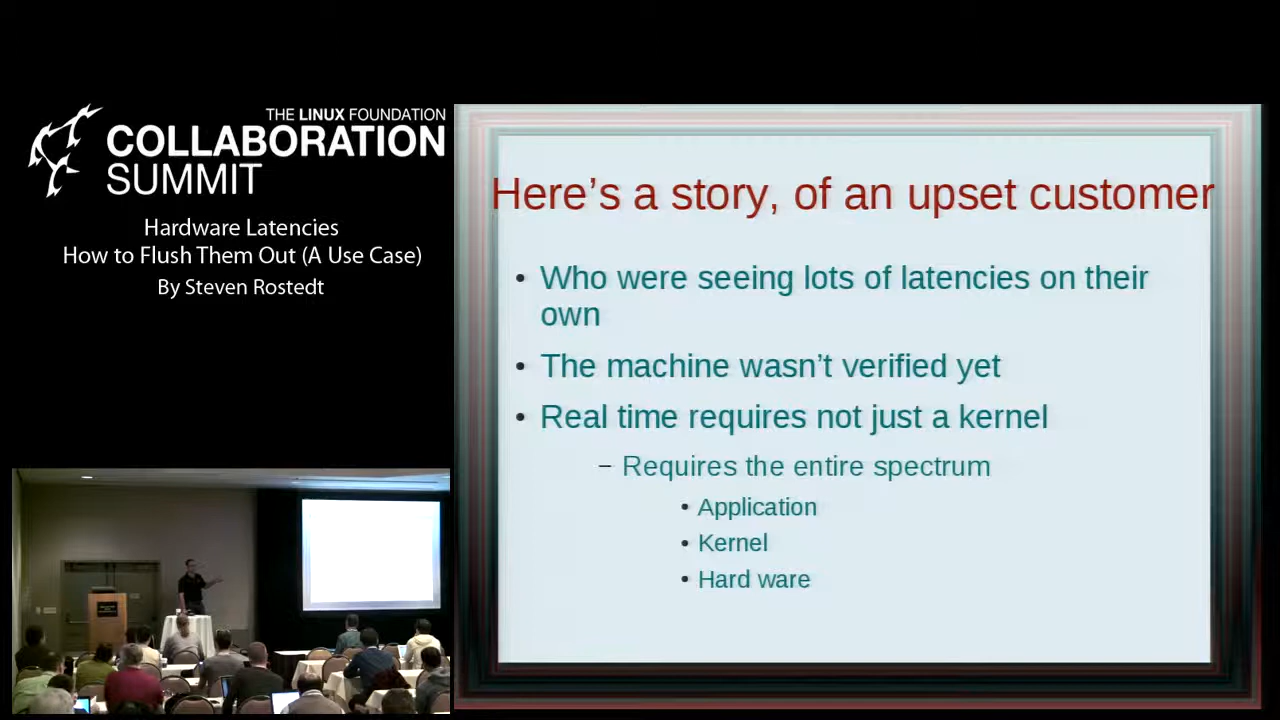 THE LINUX FOUNDATION
COLLABORATION
SUMMIT
Hardware Latencies
How to Flush Them Out (A Use Case)
By Steven Rostedt
Here's a story, of an upset customer
• Who were seeing lots of latencies on their
own
• The machine wasn't verified yet
• Real time requires not just a kernel
– Requires the entire spectrum
• Application
• Kernel
• Hard ware